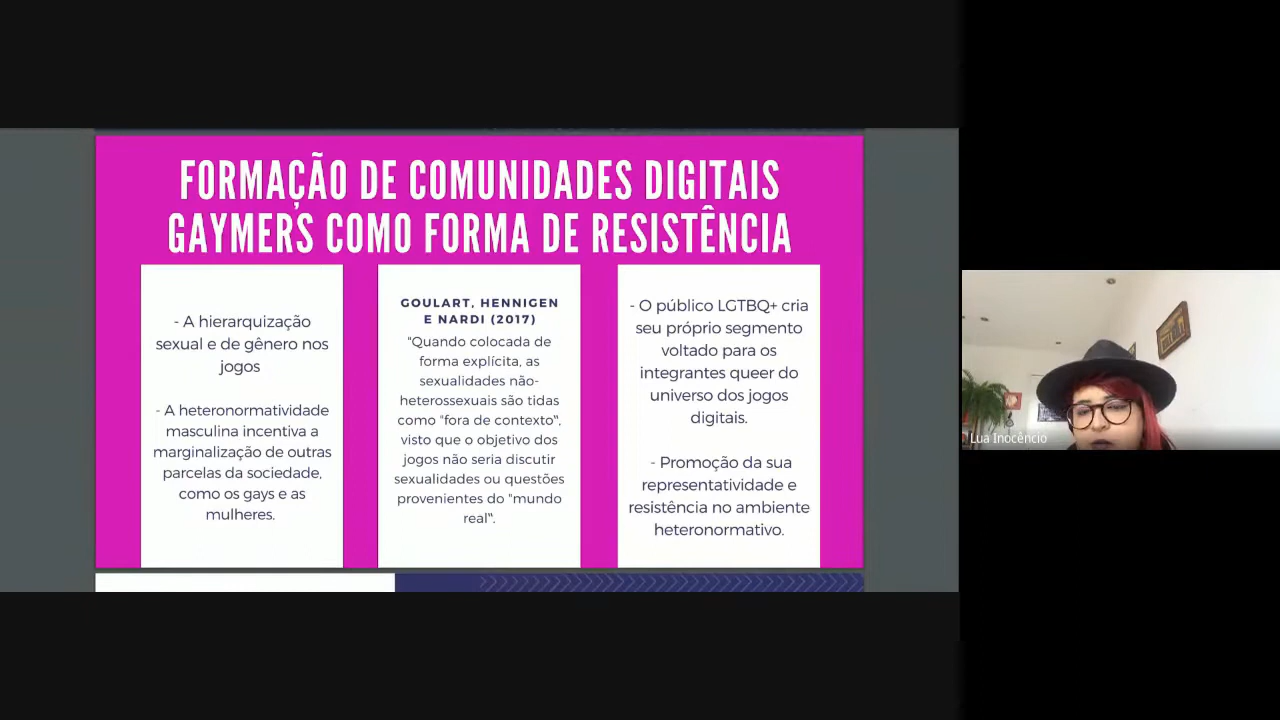 FORMAÇÃO DE COMUNIDADES DIGITAIS
GAYMERS COMO FORMA DE RESISTÊNCIA
- A hierarquização
sexual e de gênero nos
jogos
- A heteronormatividade
masculina incentiva a
marginalização de outras
parcelas da sociedade,
como os gays e as
mulheres.
GOULART, HENNIGEN
E NARDI (2017)
"Quando colocada de
forma explícita, as
sexualidades não-
heterossexuais são tidas
como "fora de contexto",
visto que o objetivo dos
jogos não seria discutir
sexualidades ou questões
provenientes do "mundo
real".
- O público LGTBQ+ cria
seu próprio segmento
voltado para os
integrantes queer do
universo dos jogos
digitais.
- Promoção da sua
representatividade e
resistência no ambiente
heteronormativo.
Lua Inocêncio